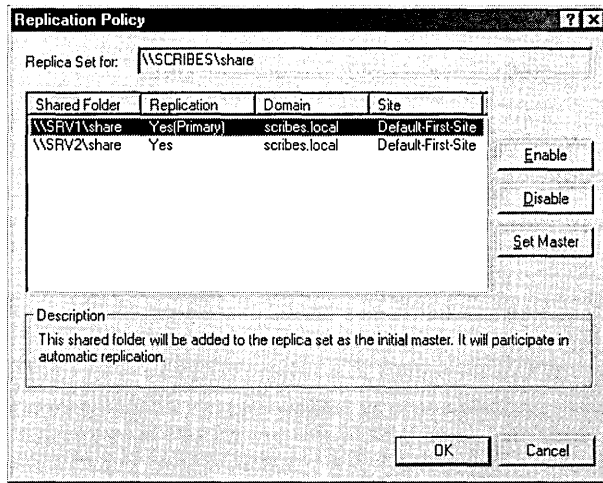 Replication Policy
Replica Set for: \\SCRIBES\share
Shared Folder Replication Domain Site
\\SRV1\share Yes(Primary) scribes.local Default-First-Site
\\SRV2\share Yes scribes.local Default-First-Site
Enable
Disable
Set Master
Description
This shared folder will be added to the replica set as the initial master. It will participate in
automatic replication.
OK Cancel